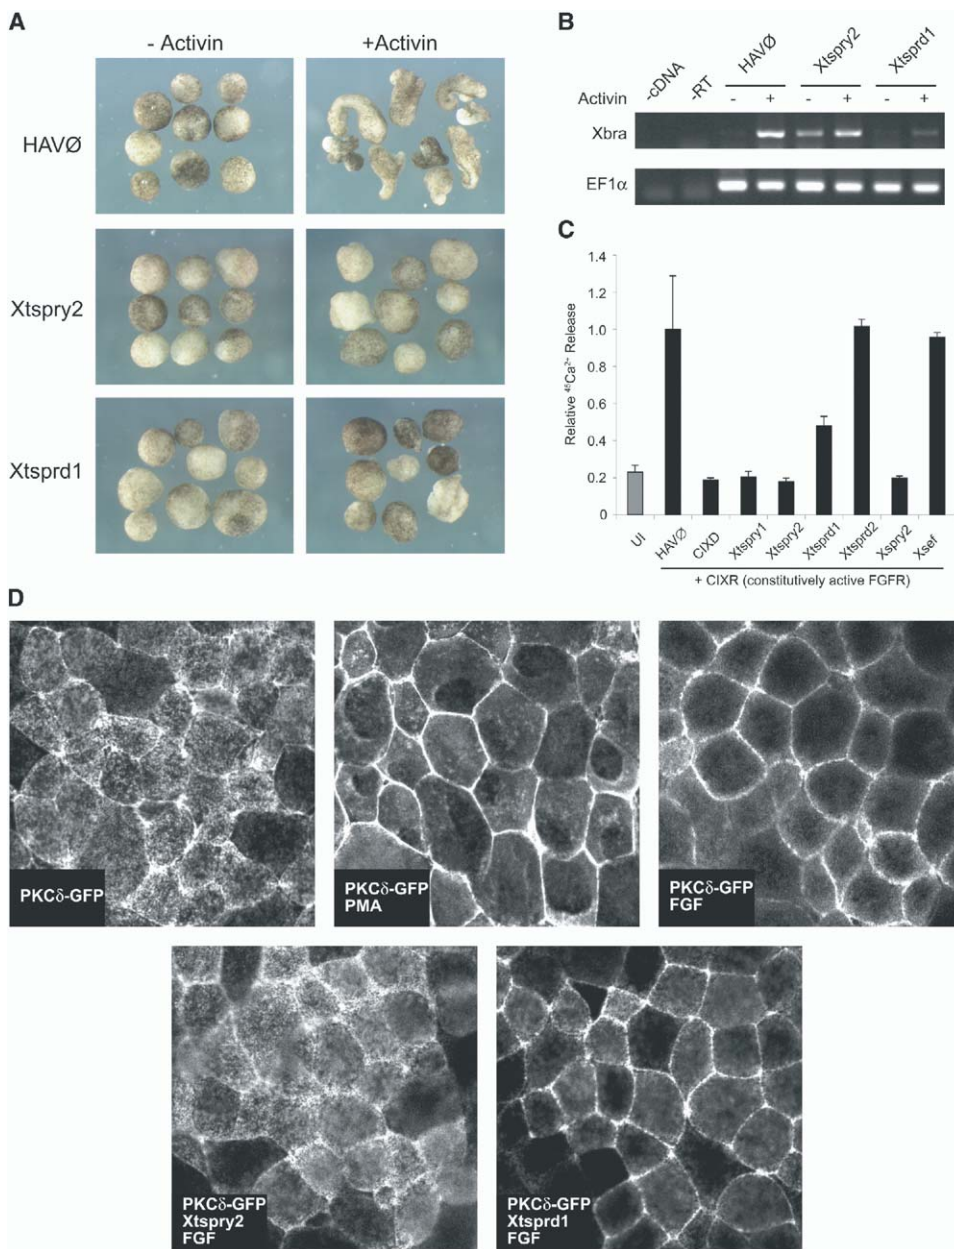 A
- Activin
+Activin
HAVØ
Xtspry2
Xtsprd1
B
-cDNA
-RT
HAVØ
Xtspry2
Xtsprd1
Activin
-
+
-
+
-
+
Xbra
EF1α
C
Relative ⁴⁵Ca²⁺ Release
1.4
1.2
1.0
0.8
0.6
0.4
0.2
0
UI
HAVØ
CIXD
Xtspry1
Xtspry2
Xtsprd1
Xtsprd2
Xspry2
Xsef
+ CIXR (constitutively active FGFR)
D
PKCδ-GFP
PKCδ-GFP
PMA
PKCδ-GFP
FGF
PKCδ-GFP
Xtspry2
FGF
PKCδ-GFP
Xtsprd1
FGF